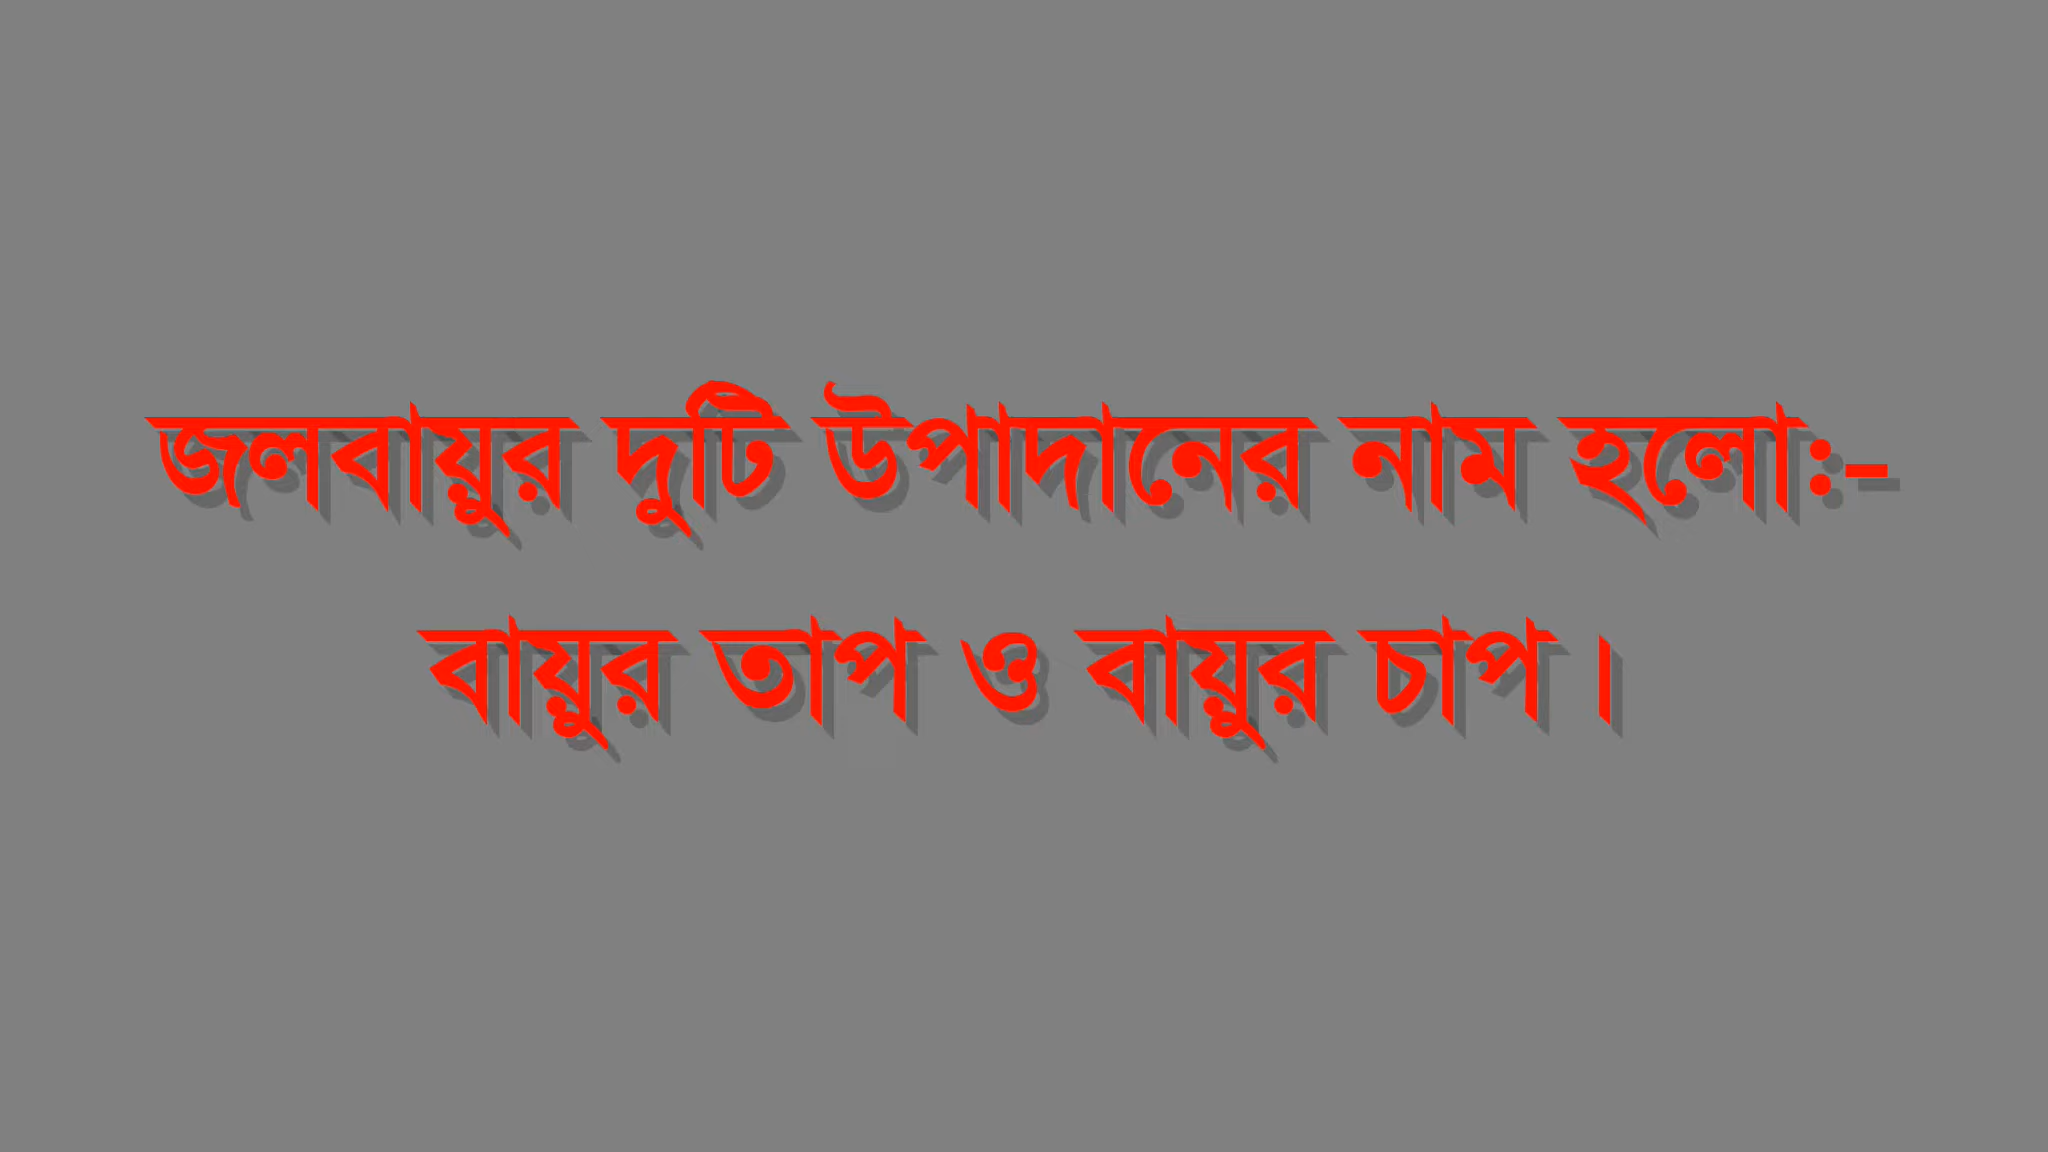 জলবায়ুর দুটি উপাদানের নাম হলো:-
বায়ুর তাপ ও বায়ুর চাপ।